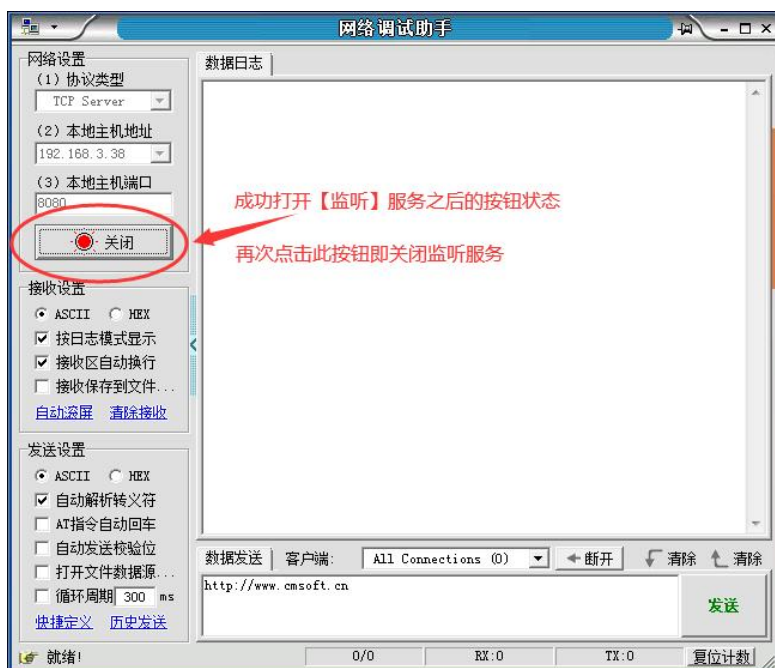 网络调试助手
网络设置
(1) 协议类型
TCP Server
(2) 本地主机地址
192.168.3.38
(3) 本地主机端口
8080
关闭
接收设置
ASCII HEX
按日志模式显示
接收区自动换行
接收保存到文件...
自动滚屏 清除接收
发送设置
ASCII HEX
自动解析转义符
AT指令自动回车
自动发送校验位
打开文件数据源...
循环周期 300 ms
快捷定义 历史发送
数据日志
成功打开【监听】服务之后的按钮状态
再次点击此按钮即关闭监听服务
数据发送 客户端: All Connections (0) 断开 清除 清除
http://www.cmsoft.cn
发送
就绪! 0/0 RX:0 TX:0 复位计数